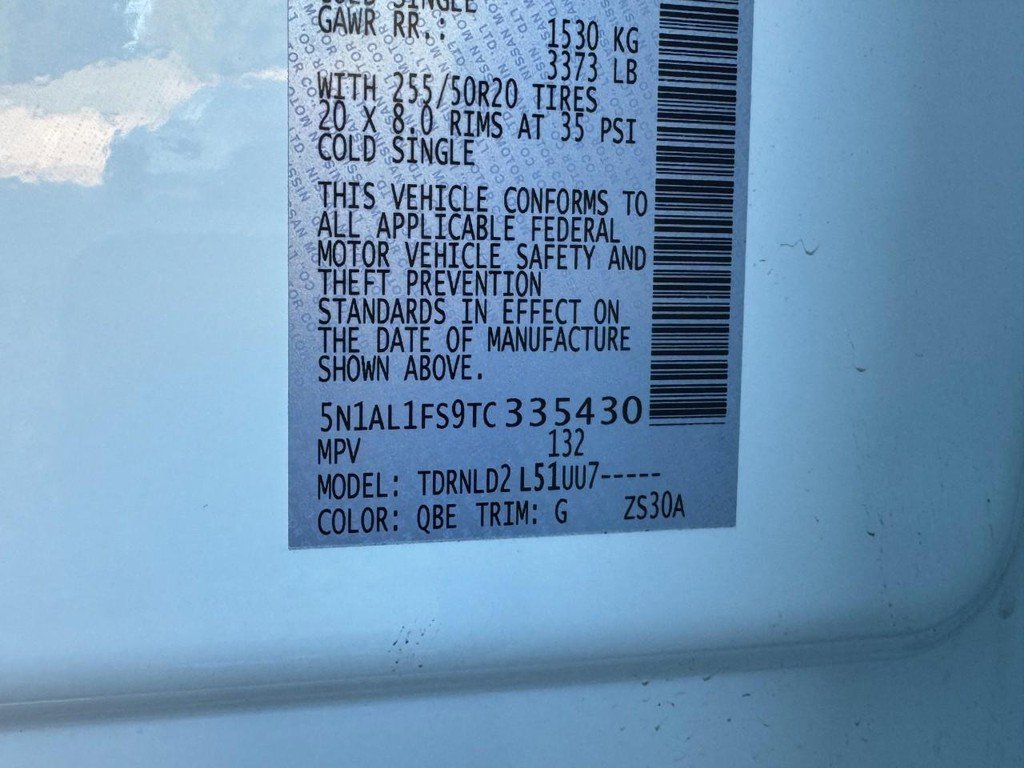 COLD SINGLE
GAWR RR.: 1530 KG
3373 LB
WITH 255/50R20 TIRES
20 X 8.0 RIMS AT 35 PSI
COLD SINGLE
THIS VEHICLE CONFORMS TO
ALL APPLICABLE FEDERAL
MOTOR VEHICLE SAFETY AND
THEFT PREVENTION
STANDARDS IN EFFECT ON
THE DATE OF MANUFACTURE
SHOWN ABOVE.
5N1AL1FS9TC335430
MPV 132
MODEL: TDRNLD2 L51UU7-----
COLOR: QBE TRIM: G ZS30A